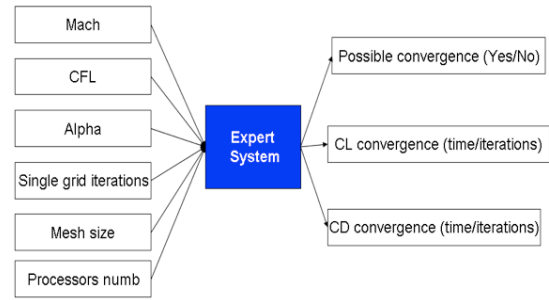 Mach
CFL
Alpha
Single grid iterations
Mesh size
Processors numb
Expert
System
Possible convergence (Yes/No)
CL convergence (time/iterations)
CD convergence (time/iterations)